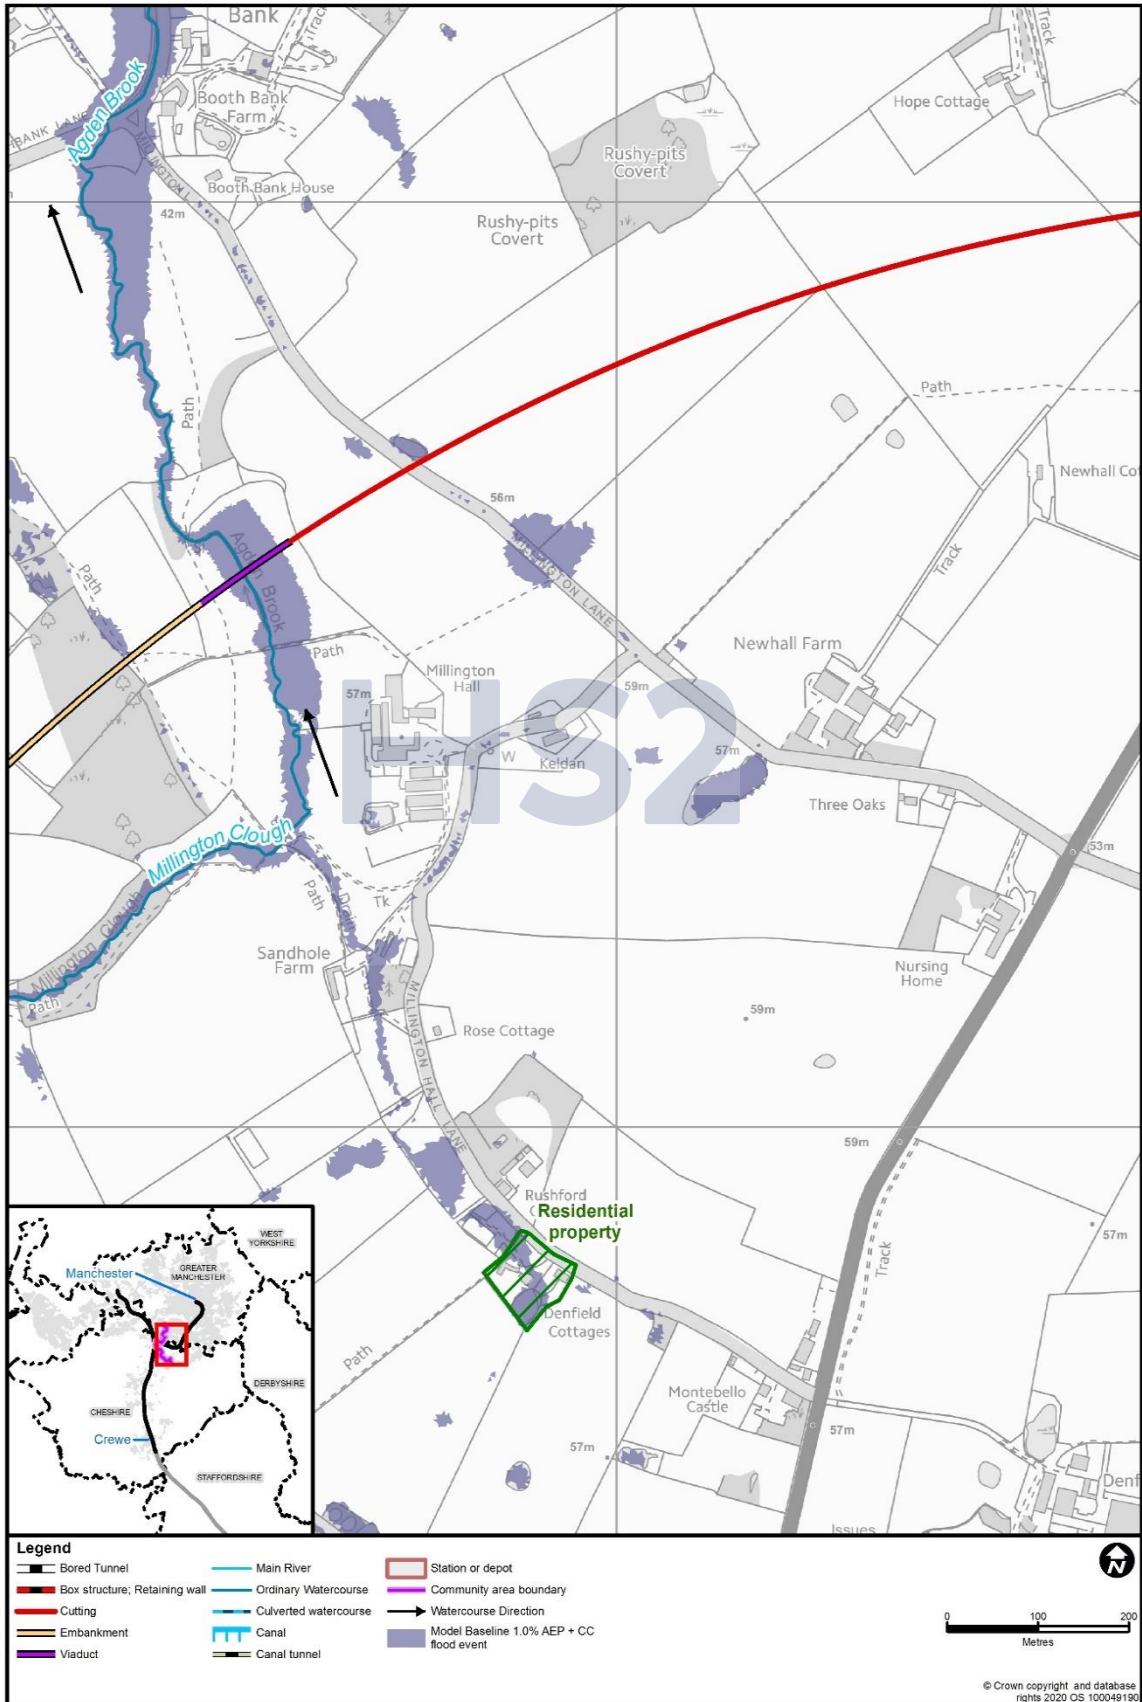 Bank
Track
Track
Hope Cottage
Agden Brook
Booth Bank
Farm
BANK LANE
MILLINGTON L
Rushy-pits
Covert
Booth Bank House
42m
Rushy-pits
Covert
Path
Path
Newhall Cot
56m
Track
Agden Brook
MILLINGTON LANE
Path
Path
Newhall Farm
Millington
Hall
59m
57m
HS2
W
Keldan
57m
Three Oaks
53m
Millington Clough
Path
Drain
Tk
Millington Clough
Path
Sandhole
Farm
Nursing
Home
59m
MILLINGTON HALL LANE
Rose Cottage
59m
Rushford
Residential
property
57m
Track
Denfield
Cottages
Path
Montebello
Castle
57m
57m
Denf
Issues
WEST
YORKSHIRE
GREATER
MANCHESTER
Manchester
DERBYSHIRE
CHESHIRE
Crewe
STAFFORDSHIRE
Legend
Bored Tunnel
Box structure; Retaining wall
Cutting
Embankment
Viaduct
Main River
Ordinary Watercourse
Culverted watercourse
Canal
Canal tunnel
Station or depot
Community area boundary
Watercourse Direction
Model Baseline 1.0% AEP + CC
flood event
N
0 100 200
Metres
© Crown copyright and database
rights 2020 OS 100049190